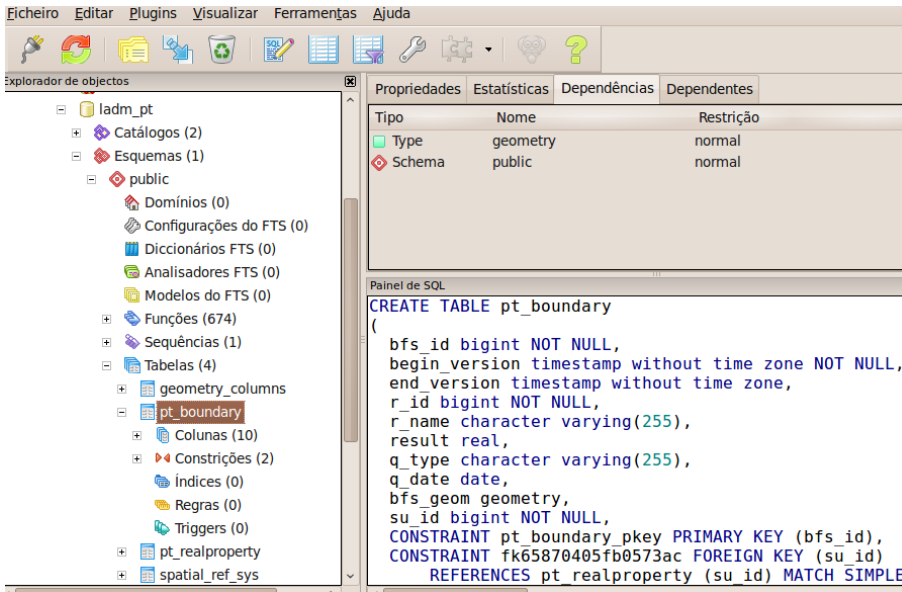 Ficheiro Editar Plugins Visualizar Ferramentas Ajuda
SQL
Explorador de objectos
ladm_pt
Catálogos (2)
Esquemas (1)
public
Domínios (0)
Configurações do FTS (0)
Diccionários FTS (0)
Analisadores FTS (0)
Modelos do FTS (0)
Funções (674)
Sequências (1)
Tabelas (4)
geometry_columns
pt_boundary
Colunas (10)
Constrições (2)
Índices (0)
Regras (0)
Triggers (0)
pt_realproperty
spatial_ref_sys
Propriedades Estatísticas Dependências Dependentes
Tipo Nome Restrição
Type geometry normal
Schema public normal
Painel de SQL
CREATE TABLE pt_boundary
(
bfs_id bigint NOT NULL,
begin_version timestamp without time zone NOT NULL,
end_version timestamp without time zone,
r_id bigint NOT NULL,
r_name character varying(255),
result real,
q_type character varying(255),
q_date date,
bfs_geom geometry,
su_id bigint NOT NULL,
CONSTRAINT pt_boundary_pkey PRIMARY KEY (bfs_id),
CONSTRAINT fk65870405fb0573ac FOREIGN KEY (su_id)
REFERENCES pt_realproperty (su_id) MATCH SIMPLE